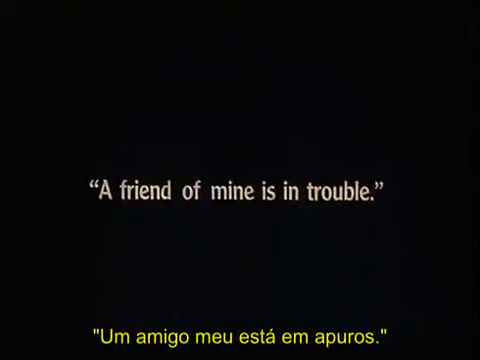 “A friend of mine is in trouble.”
"Um amigo meu está em apuros."